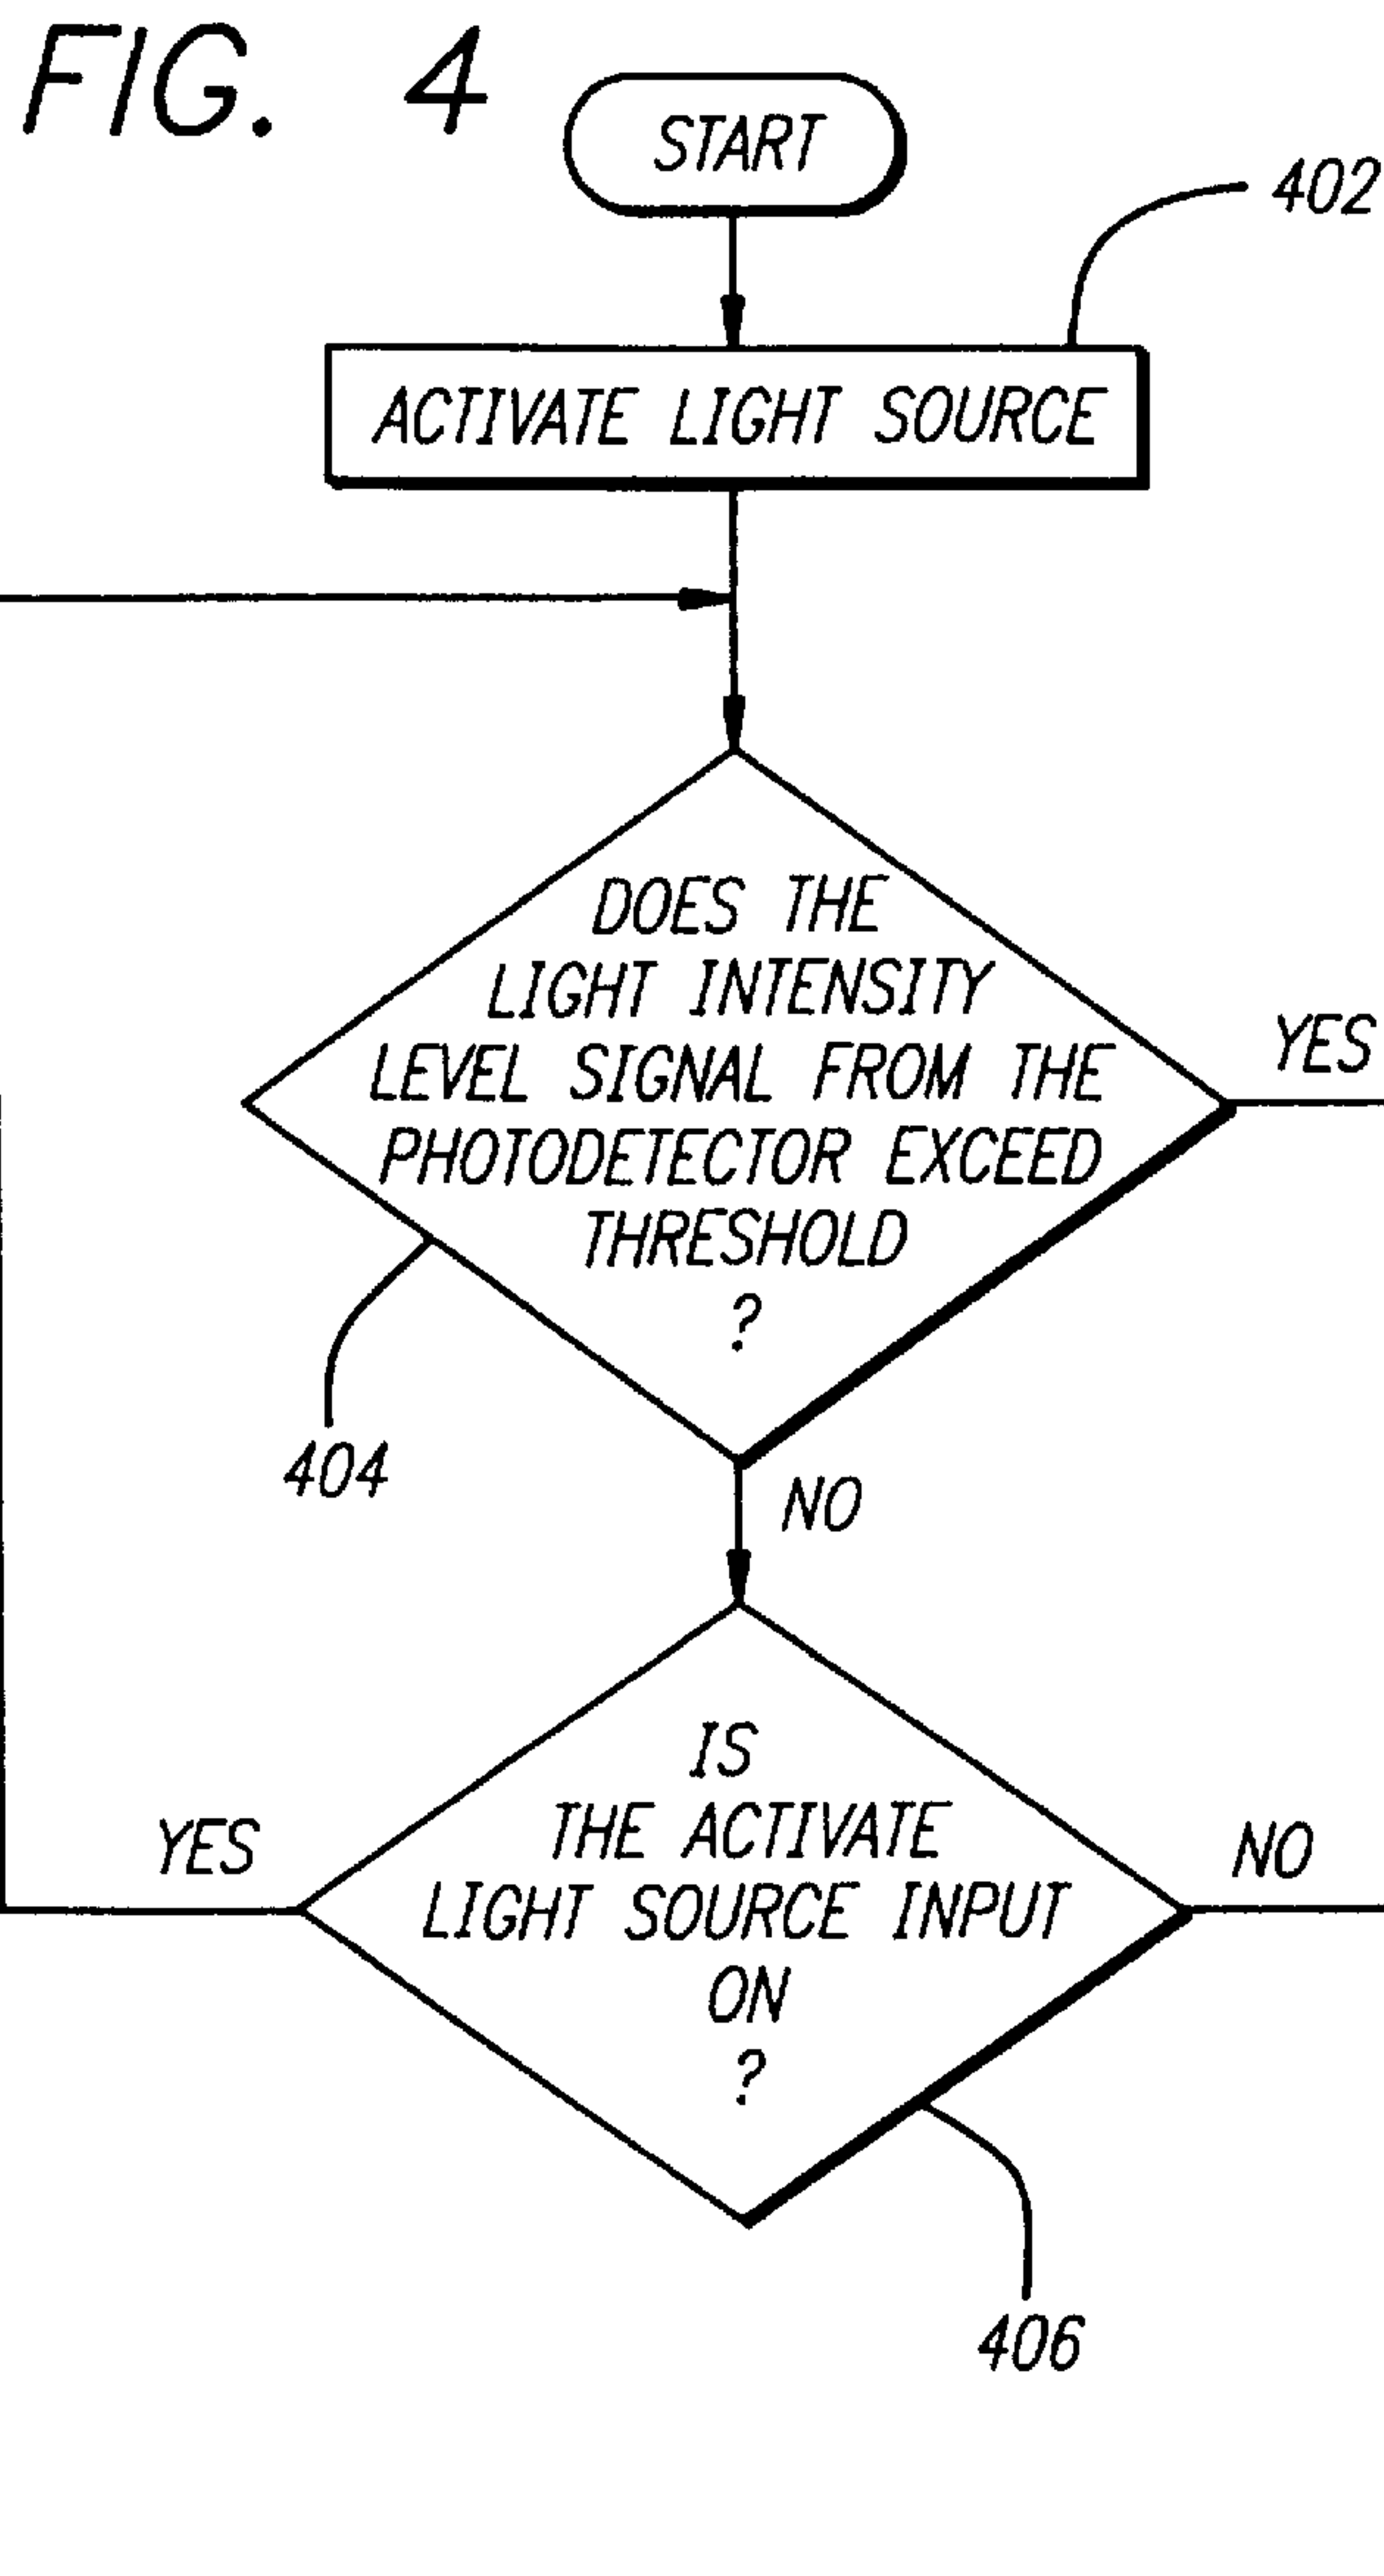 FIG. 4
START
402
ACTIVATE LIGHT SOURCE
DOES THE
LIGHT INTENSITY
LEVEL SIGNAL FROM THE
PHOTODETECTOR EXCEED
THRESHOLD
?
YES
404
NO
IS
THE ACTIVATE
LIGHT SOURCE INPUT
ON
?
YES
NO
406